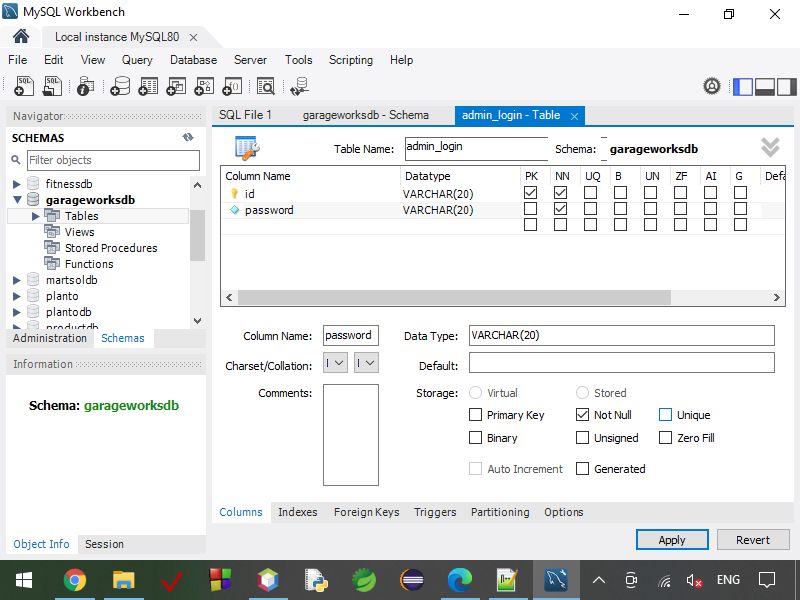 MySQL Workbench
Local instance MySQL80
File Edit View Query Database Server Tools Scripting Help
Navigator
SCHEMAS
Filter objects
fitnessdb
garageworksdb
Tables
Views
Stored Procedures
Functions
martsoldb
planto
plantodb
productdb
Administration Schemas
Information
Schema: garageworksdb
Object Info Session
SQL File 1 garageworksdb - Schema admin_login - Table
Table Name: admin_login Schema: garageworksdb
Column Name Datatype PK NN UQ B UN ZF AI G Defa
id VARCHAR(20)
password VARCHAR(20)
Column Name: password Data Type: VARCHAR(20)
Charset/Collation: Default:
Comments: Storage: Virtual Stored
Primary Key Not Null Unique
Binary Unsigned Zero Fill
Auto Increment Generated
Columns Indexes Foreign Keys Triggers Partitioning Options
Apply Revert
ENG